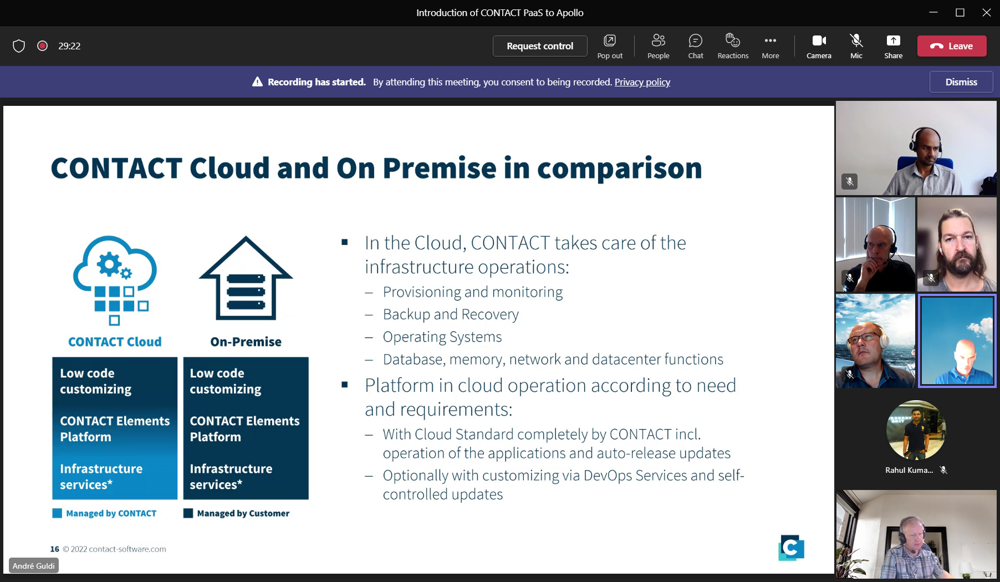 Introduction of CONTACT PaaS to Apollo
29:22
Request control
Pop out
People
Chat
Reactions
More
Camera
Mic
Share
Leave
Recording has started. By attending this meeting, you consent to being recorded. Privacy policy
Dismiss
CONTACT Cloud and On Premise in comparison
CONTACT Cloud
On-Premise
Low code
customizing
CONTACT Elements
Platform
Infrastructure
services*
Low code
customizing
CONTACT Elements
Platform
Infrastructure
services*
Managed by CONTACT
Managed by Customer
▪ In the Cloud, CONTACT takes care of the
infrastructure operations:
– Provisioning and monitoring
– Backup and Recovery
– Operating Systems
– Database, memory, network and datacenter functions
▪ Platform in cloud operation according to need
and requirements:
– With Cloud Standard completely by CONTACT incl.
operation of the applications and auto-release updates
– Optionally with customizing via DevOps Services and self-
controlled updates
16 © 2022 contact-software.com
C
André Guldi
Rahul Kuma...